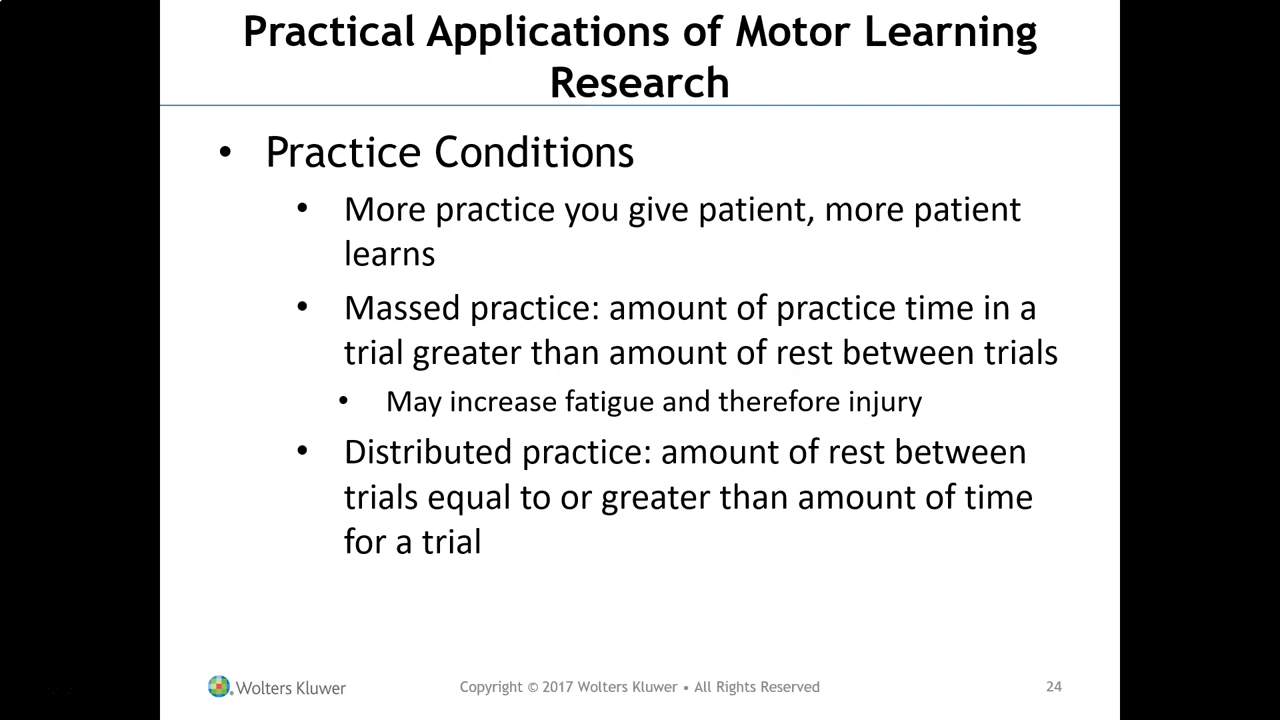 Practical Applications of Motor Learning
Research
• Practice Conditions
• More practice you give patient, more patient
learns
• Massed practice: amount of practice time in a
trial greater than amount of rest between trials
• May increase fatigue and therefore injury
• Distributed practice: amount of rest between
trials equal to or greater than amount of time
for a trial
Wolters Kluwer
Copyright © 2017 Wolters Kluwer • All Rights Reserved
24